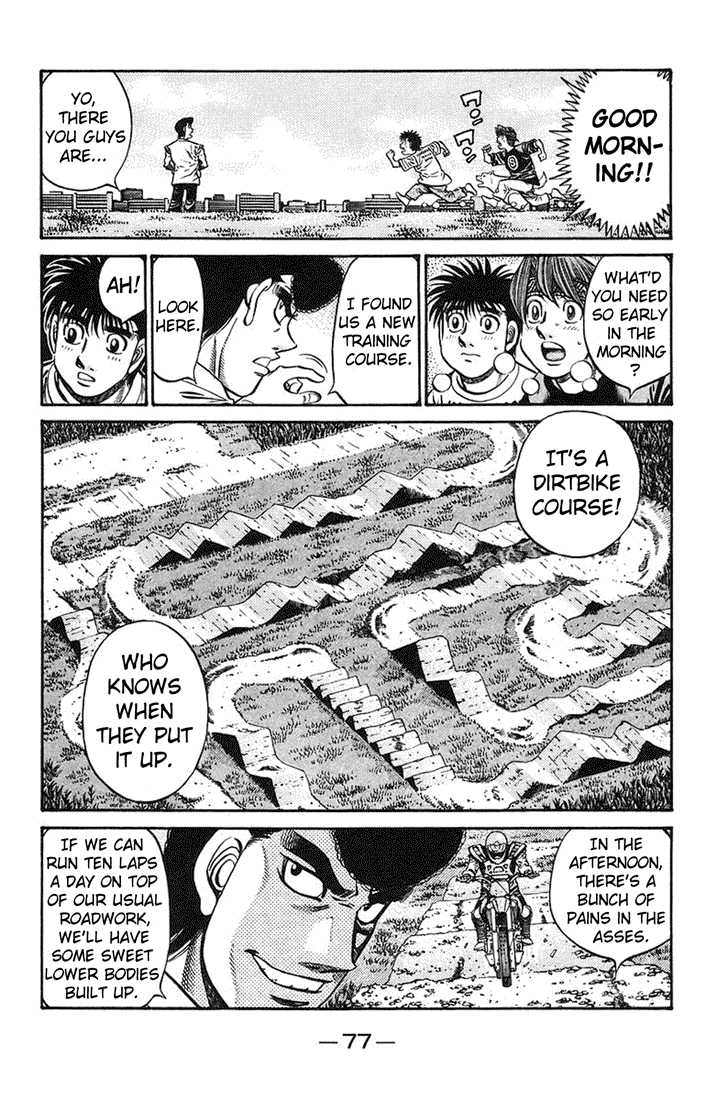 GOOD
MORN-
ING!!
YO,
THERE
YOU GUYS
ARE...
WHAT'D
YOU NEED
SO EARLY
IN THE
MORNING
?
I FOUND
US A NEW
TRAINING
COURSE.
LOOK
HERE.
AH!
IT'S A
DIRTBIKE
COURSE!
WHO
KNOWS
WHEN
THEY PUT
IT UP.
IN THE
AFTERNOON,
THERE'S A
BUNCH OF
PAINS IN THE
ASSES.
IF WE CAN
RUN TEN LAPS
A DAY ON TOP
OF OUR USUAL
ROADWORK,
WE'LL HAVE
SOME SWEET
LOWER BODIES
BUILT UP.
—77—